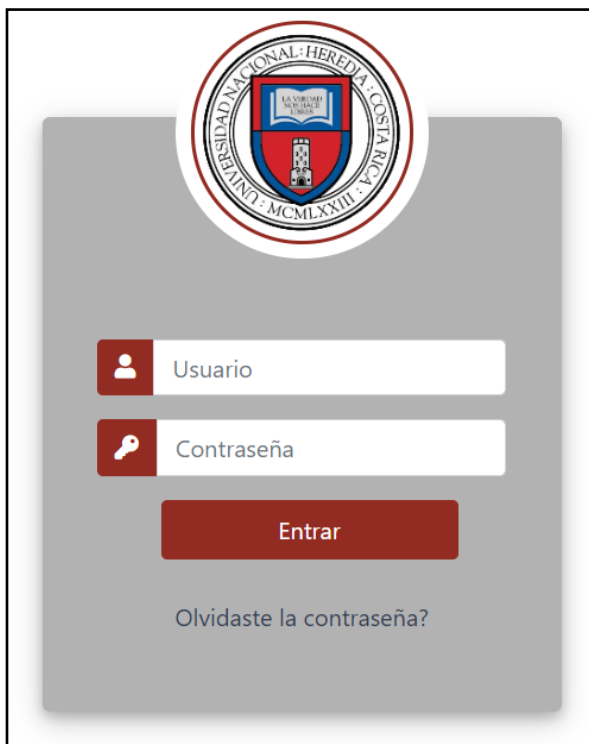 UNIVERSIDAD NACIONAL: HEREDIA: COSTA RICA: MCMLXXIII:
LA VERDAD
NOS HACE
LIBRES
Usuario
Contraseña
Entrar
Olvidaste la contraseña?